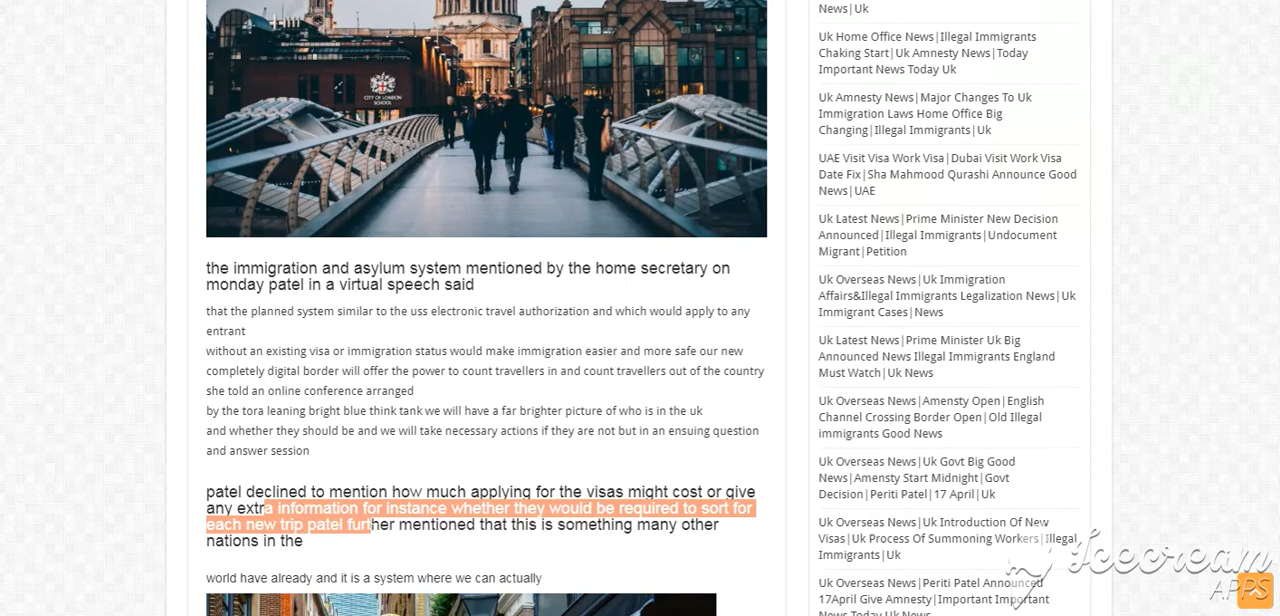 CITY OF LONDON
SCHOOL
the immigration and asylum system mentioned by the home secretary on
monday patel in a virtual speech said
that the planned system similar to the uss electronic travel authorization and which would apply to any
entrant
without an existing visa or immigration status would make immigration easier and more safe our new
completely digital border will offer the power to count travellers in and count travellers out of the country
she told an online conference arranged
by the tora leaning bright blue think tank we will have a far brighter picture of who is in the uk
and whether they should be and we will take necessary actions if they are not but in an ensuing question
and answer session
patel declined to mention how much applying for the visas might cost or give
any extra information for instance whether they would be required to sort for
each new trip patel further mentioned that this is something many other
nations in the
world have already and it is a system where we can actually
News|Uk
Uk Home Office News|Illegal Immigrants
Chaking Start|Uk Amnesty News|Today
Important News Today Uk
Uk Amnesty News|Major Changes To Uk
Immigration Laws Home Office Big
Changing|Illegal Immigrants|Uk
UAE Visit Visa Work Visa|Dubai Visit Work Visa
Date Fix|Sha Mahmood Qurashi Announce Good
News|UAE
Uk Latest News|Prime Minister New Decision
Announced|Illegal Immigrants|Undocument
Migrant|Petition
Uk Overseas News|Uk Immigration
Affairs&Illegal Immigrants Legalization News|Uk
Immigrant Cases|News
Uk Latest News|Prime Minister Uk Big
Announced News Illegal Immigrants England
Must Watch|Uk News
Uk Overseas News|Amensty Open|English
Channel Crossing Border Open|Old Illegal
immigrants Good News
Uk Overseas News|Uk Govt Big Good
News|Amensty Start Midnight|Govt
Decision|Periti Patel|17 April|Uk
Uk Overseas News|Uk Introduction Of New
Visas|Uk Process Of Summoning Workers|Illegal
Immigrants|Uk
Uk Overseas News|Periti Patel Announced
17April Give Amnesty|Important Important
News Today Uk News
Icecream
APPS